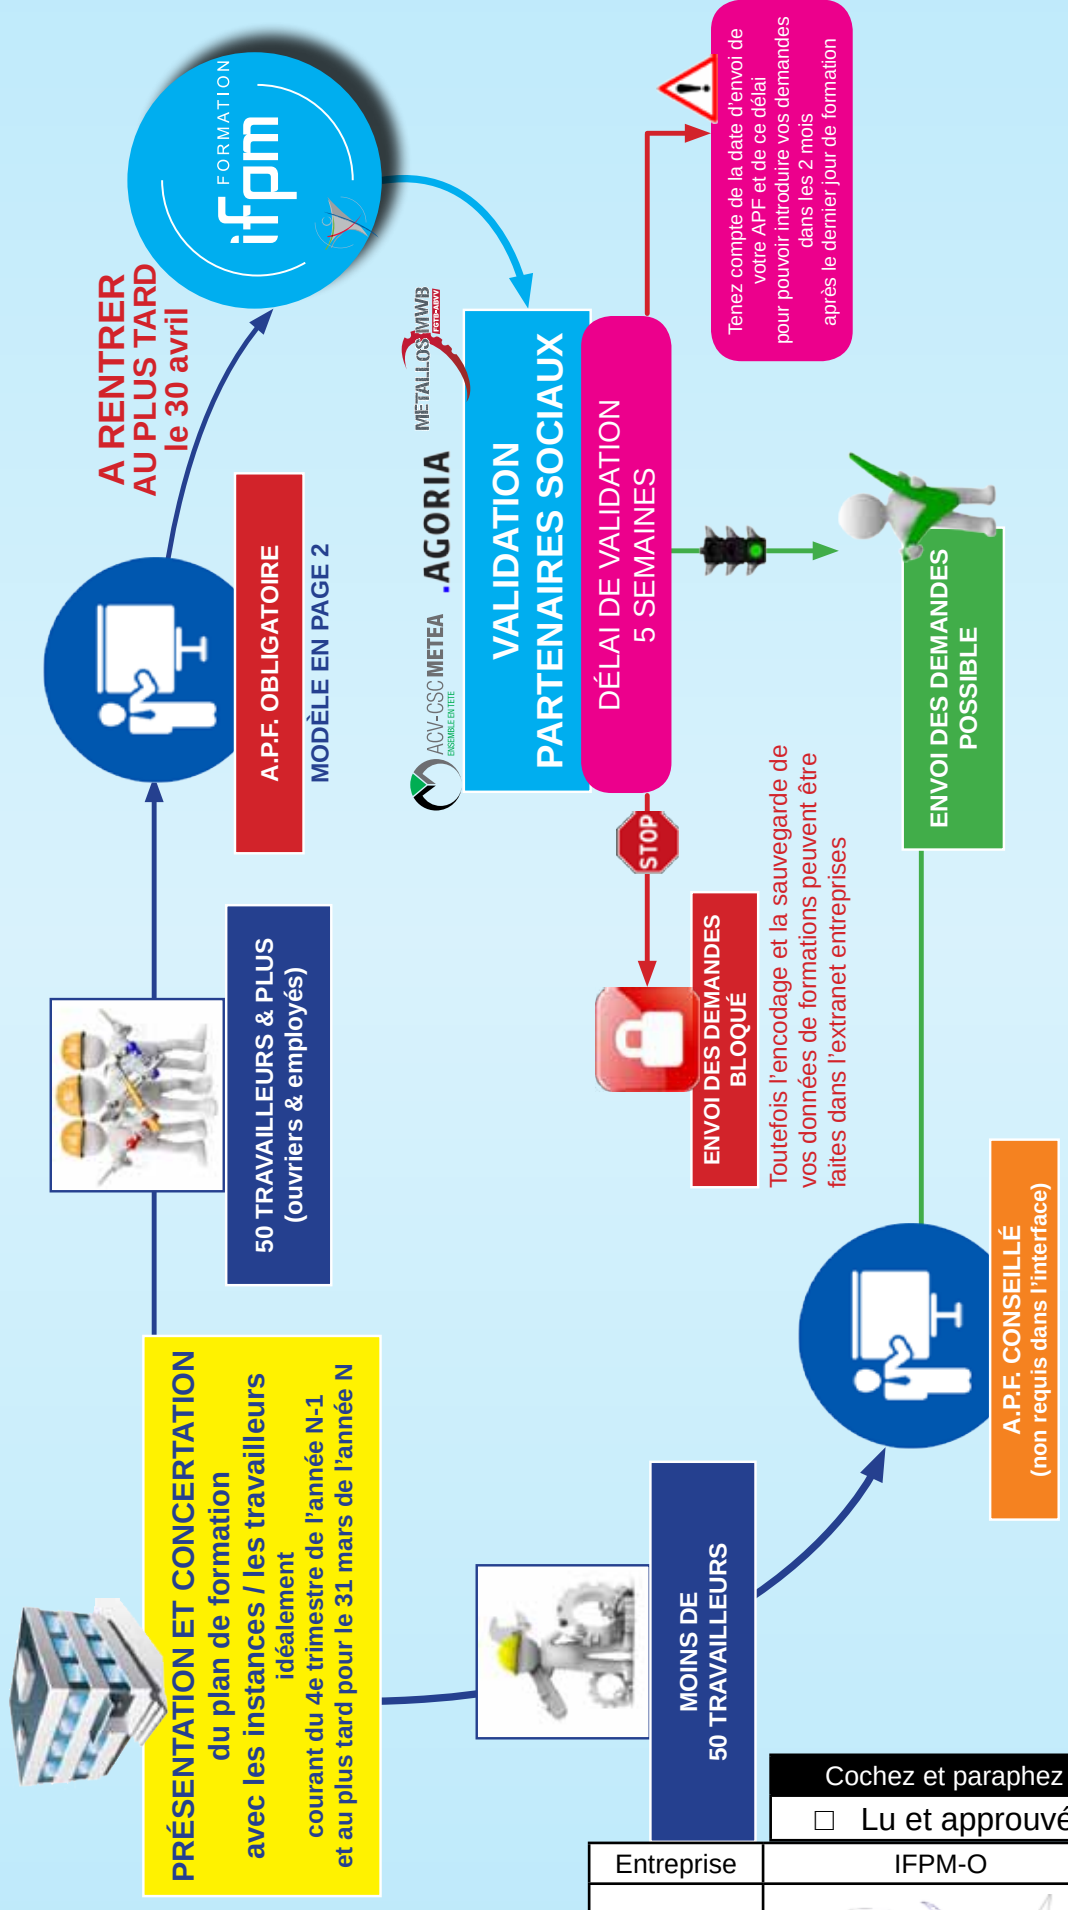 PRÉSENTATION ET CONCERTATION
du plan de formation
avec les instances / les travailleurs
idéalement
courant du 4e trimestre de l'année N-1
et au plus tard pour le 31 mars de l'année N
50 TRAVAILLEURS & PLUS
(ouvriers & employés)
A.P.F. OBLIGATOIRE
MODÈLE EN PAGE 2
A RENTRER
AU PLUS TARD
le 30 avril
FORMATION
ifpm
ACV-CSC METEA
ENSEMBLE EN TETE
.AGORIA
METALLOS MWB
FGTB-ABVV
VALIDATION
PARTENAIRES SOCIAUX
DÉLAI DE VALIDATION
5 SEMAINES
Tenez compte de la date d'envoi de
votre APF et de ce délai
pour pouvoir introduire vos demandes
dans les 2 mois
après le dernier jour de formation
STOP
ENVOI DES DEMANDES
BLOQUÉ
Toutefois l'encodage et la sauvegarde de
vos données de formations peuvent être
faites dans l'extranet entreprises
ENVOI DES DEMANDES
POSSIBLE
MOINS DE
50 TRAVAILLEURS
A.P.F. CONSEILLÉ
(non requis dans l'interface)
Cochez et paraphez
□ Lu et approuvé
Entreprise IFPM-O